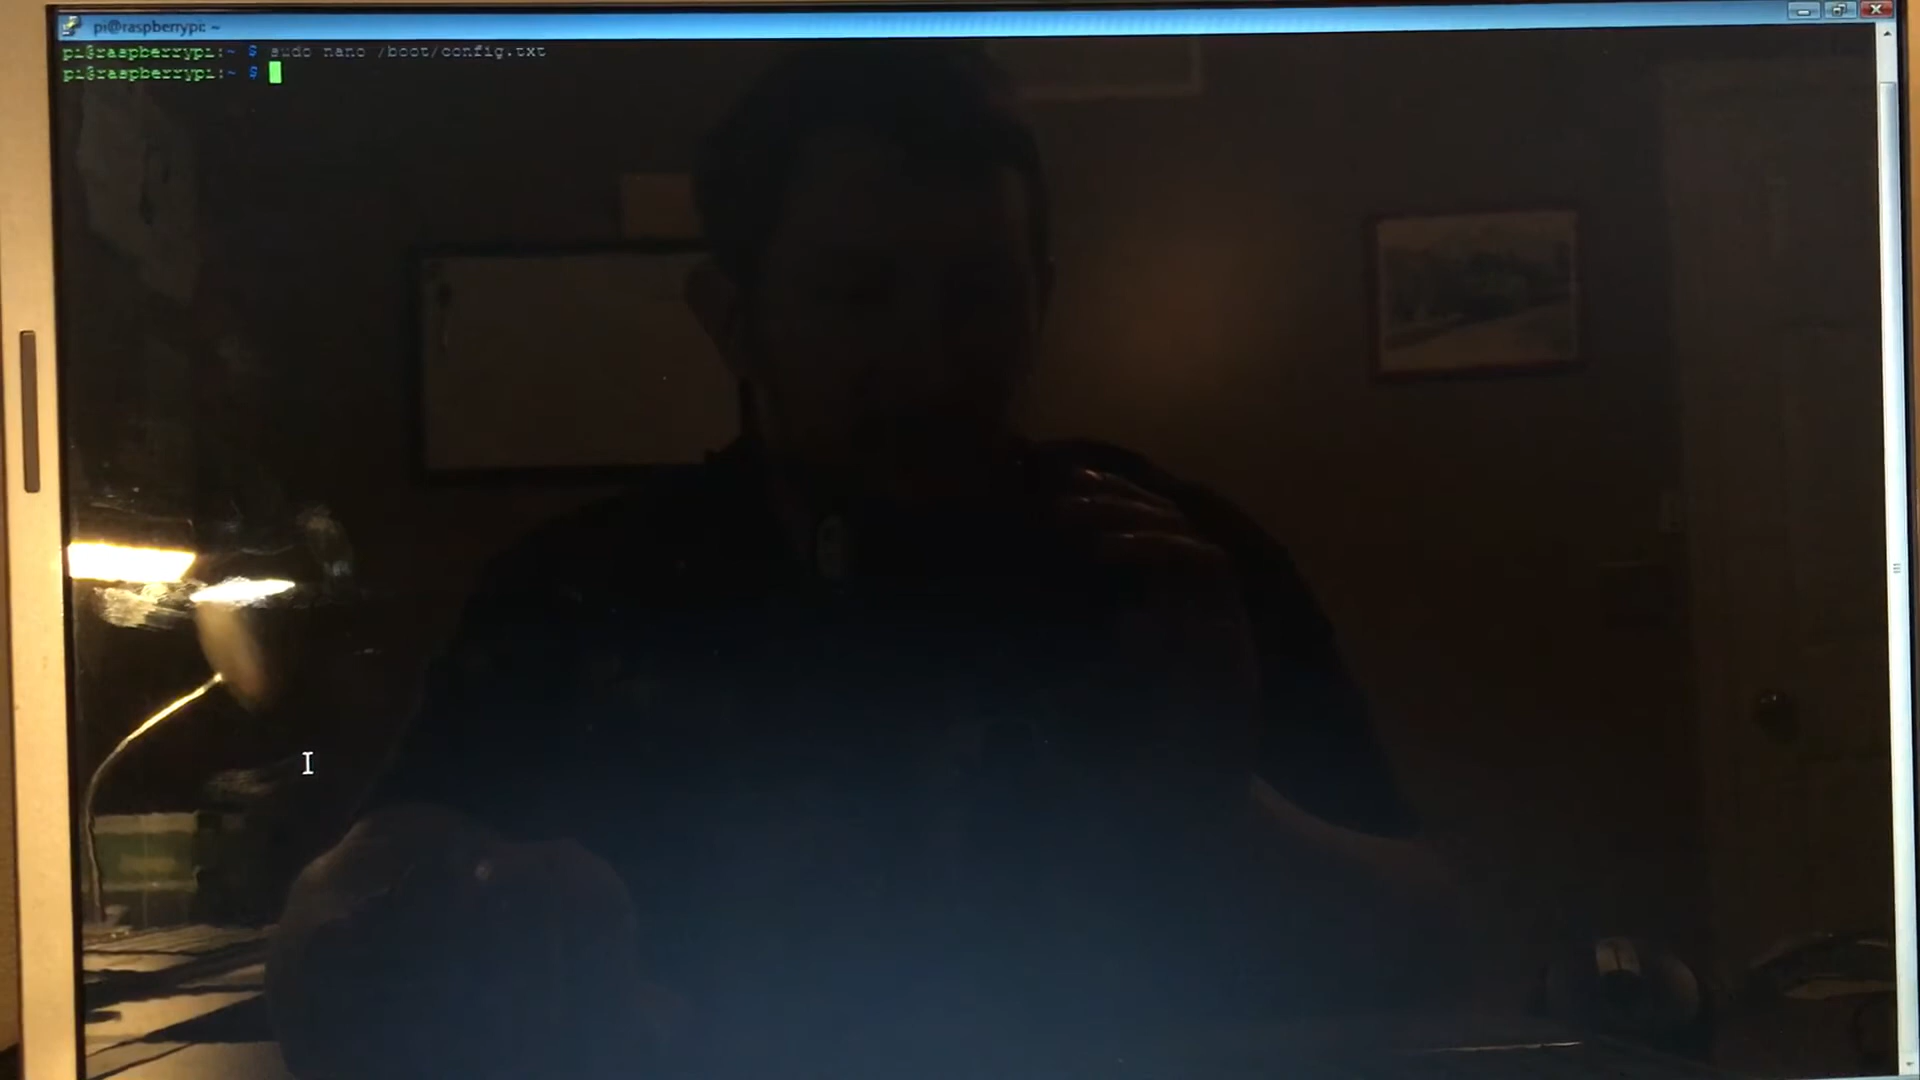 pi@raspberrypi: ~
pi@raspberrypi:~ $ sudo nano /boot/config.txt
pi@raspberrypi:~ $